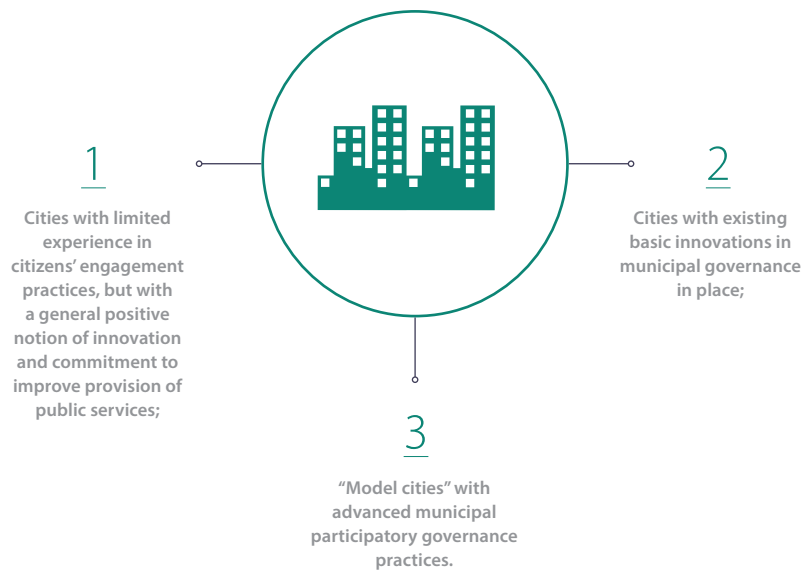 1
Cities with limited
experience in
citizens’ engagement
practices, but with
a general positive
notion of innovation
and commitment to
improve provision of
public services;
2
Cities with existing
basic innovations in
municipal governance
in place;
3
“Model cities” with
advanced municipal
participatory governance
practices.